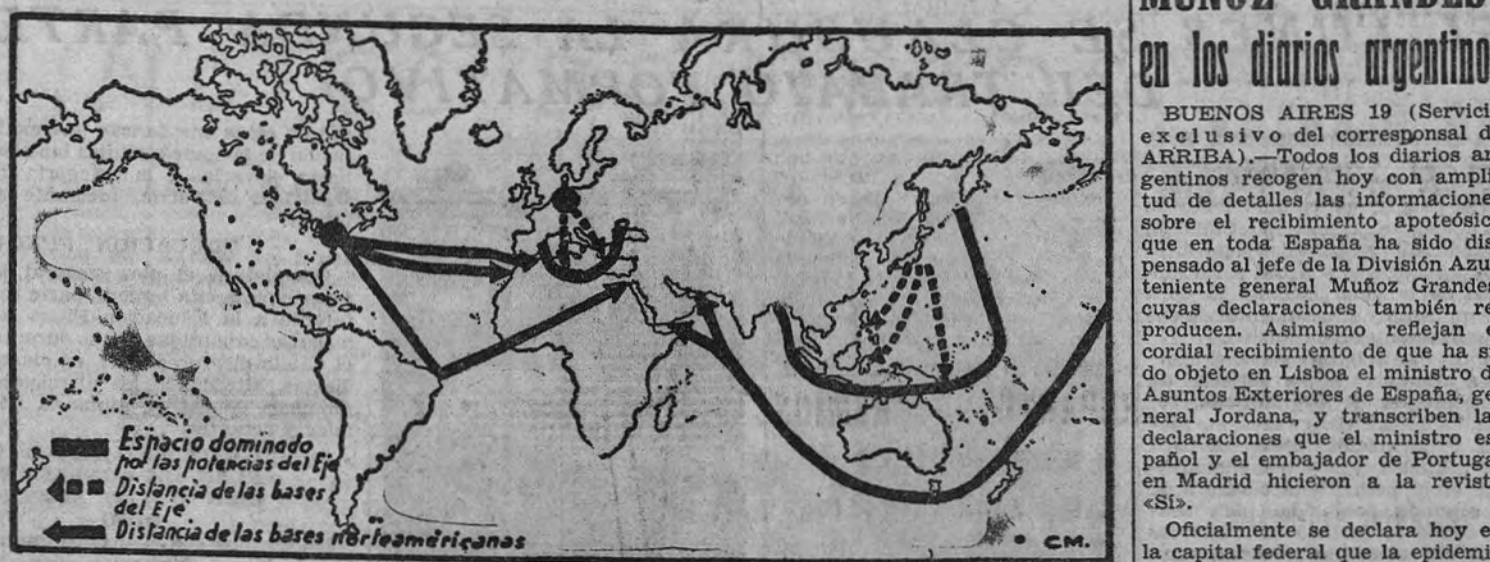 Espacio dominado
por las potencias del Eje
Distancia de las bases
del Eje
Distancia de las bases norteamericanas
CM.
MUÑOZ GRANDES
en los diarios argentino
BUENOS AIRES 19 (Servici
exclusivo del corresponsal d
ARRIBA).—Todos los diarios ar
gentinos recogen hoy con ampli
tud de detalles las informacione
sobre el recibimiento apoteósic
que en toda España ha sido dis
pensado al jefe de la División Azu
teniente general Muñoz Grandes
cuyas declaraciones también re
producen. Asimismo reflejan e
cordial recibimiento de que ha si
do objeto en Lisboa el ministro d
Asuntos Exteriores de España, ge
neral Jordana, y transcriben la
declaraciones que el ministro es
pañol y el embajador de Portuga
en Madrid hicieron a la revist
«Sí».
Oficialmente se declara hoy e
la capital federal que la epidemi